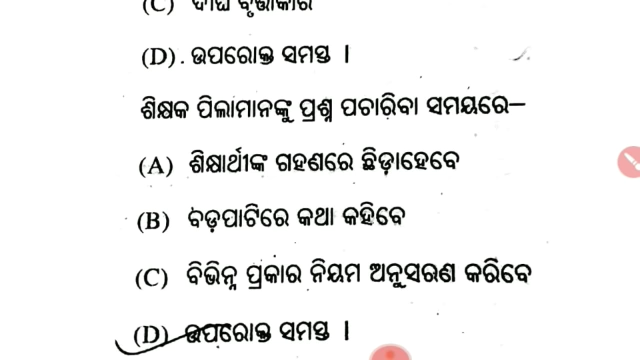 (C) ଦୀର୍ଘ ବୃତ୍ତାକାର
(D). ଉପରୋକ୍ତ ସମସ୍ତ ।
ଶିକ୍ଷକ ପିଲାମାନଙ୍କୁ ପ୍ରଶ୍ନ ପଚାରିବା ସମୟରେ–
(A) ଶିକ୍ଷାର୍ଥୀଙ୍କ ଗହଣରେ ଛିଡ଼ାହେବେ
(B) ବଡ଼ପାଟିରେ କଥା କହିବେ
(C) ବିଭିନ୍ନ ପ୍ରକାର ନିୟମ ଅନୁସରଣ କରିବେ
(D) ଉପରୋକ୍ତ ସମସ୍ତ ।